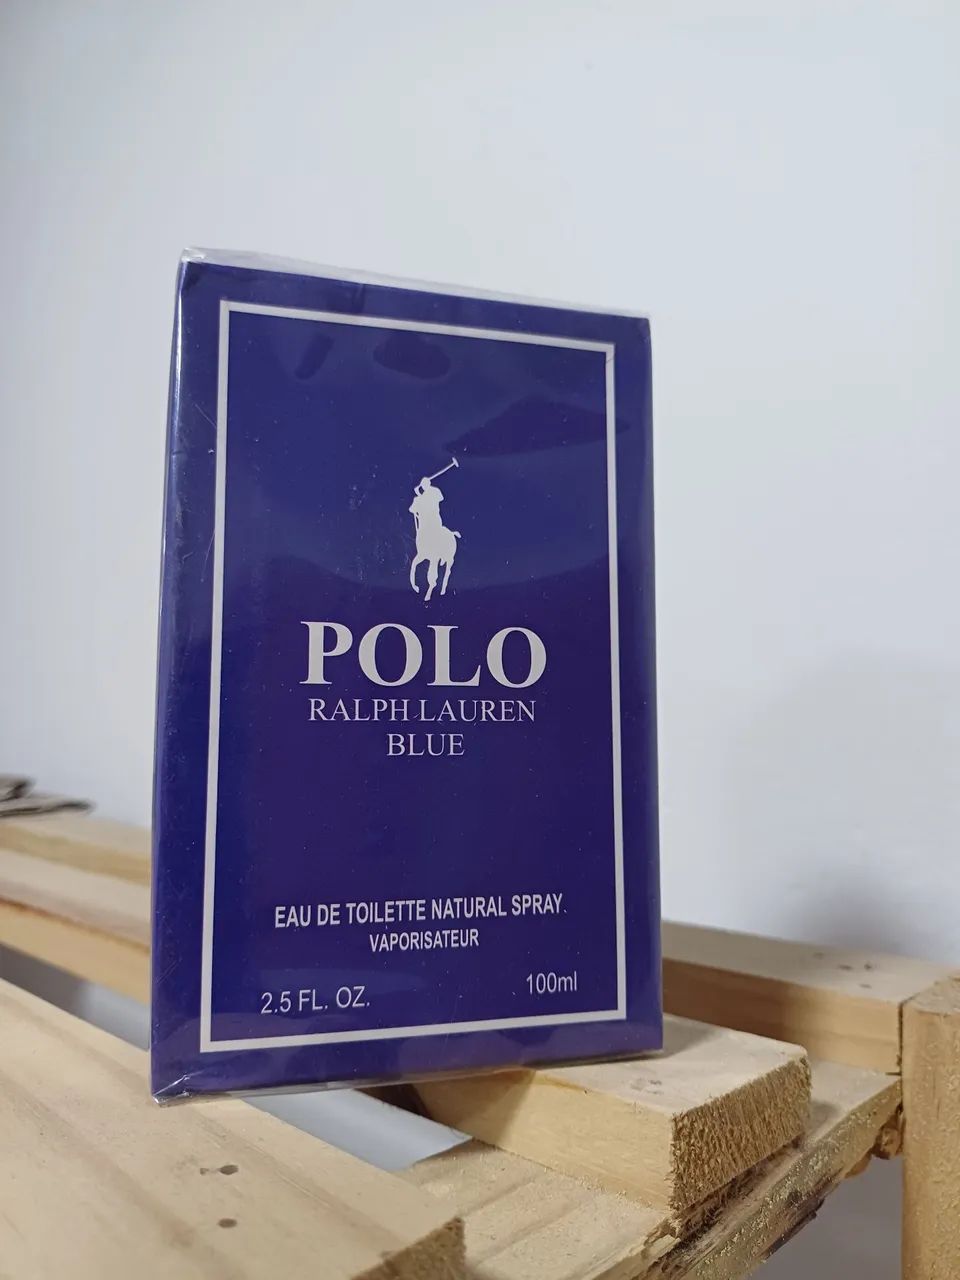 POLO
RALPH LAUREN
BLUE
EAU DE TOILETTE NATURAL SPRAY
VAPORISATEUR
2.5 FL. OZ. 100ml